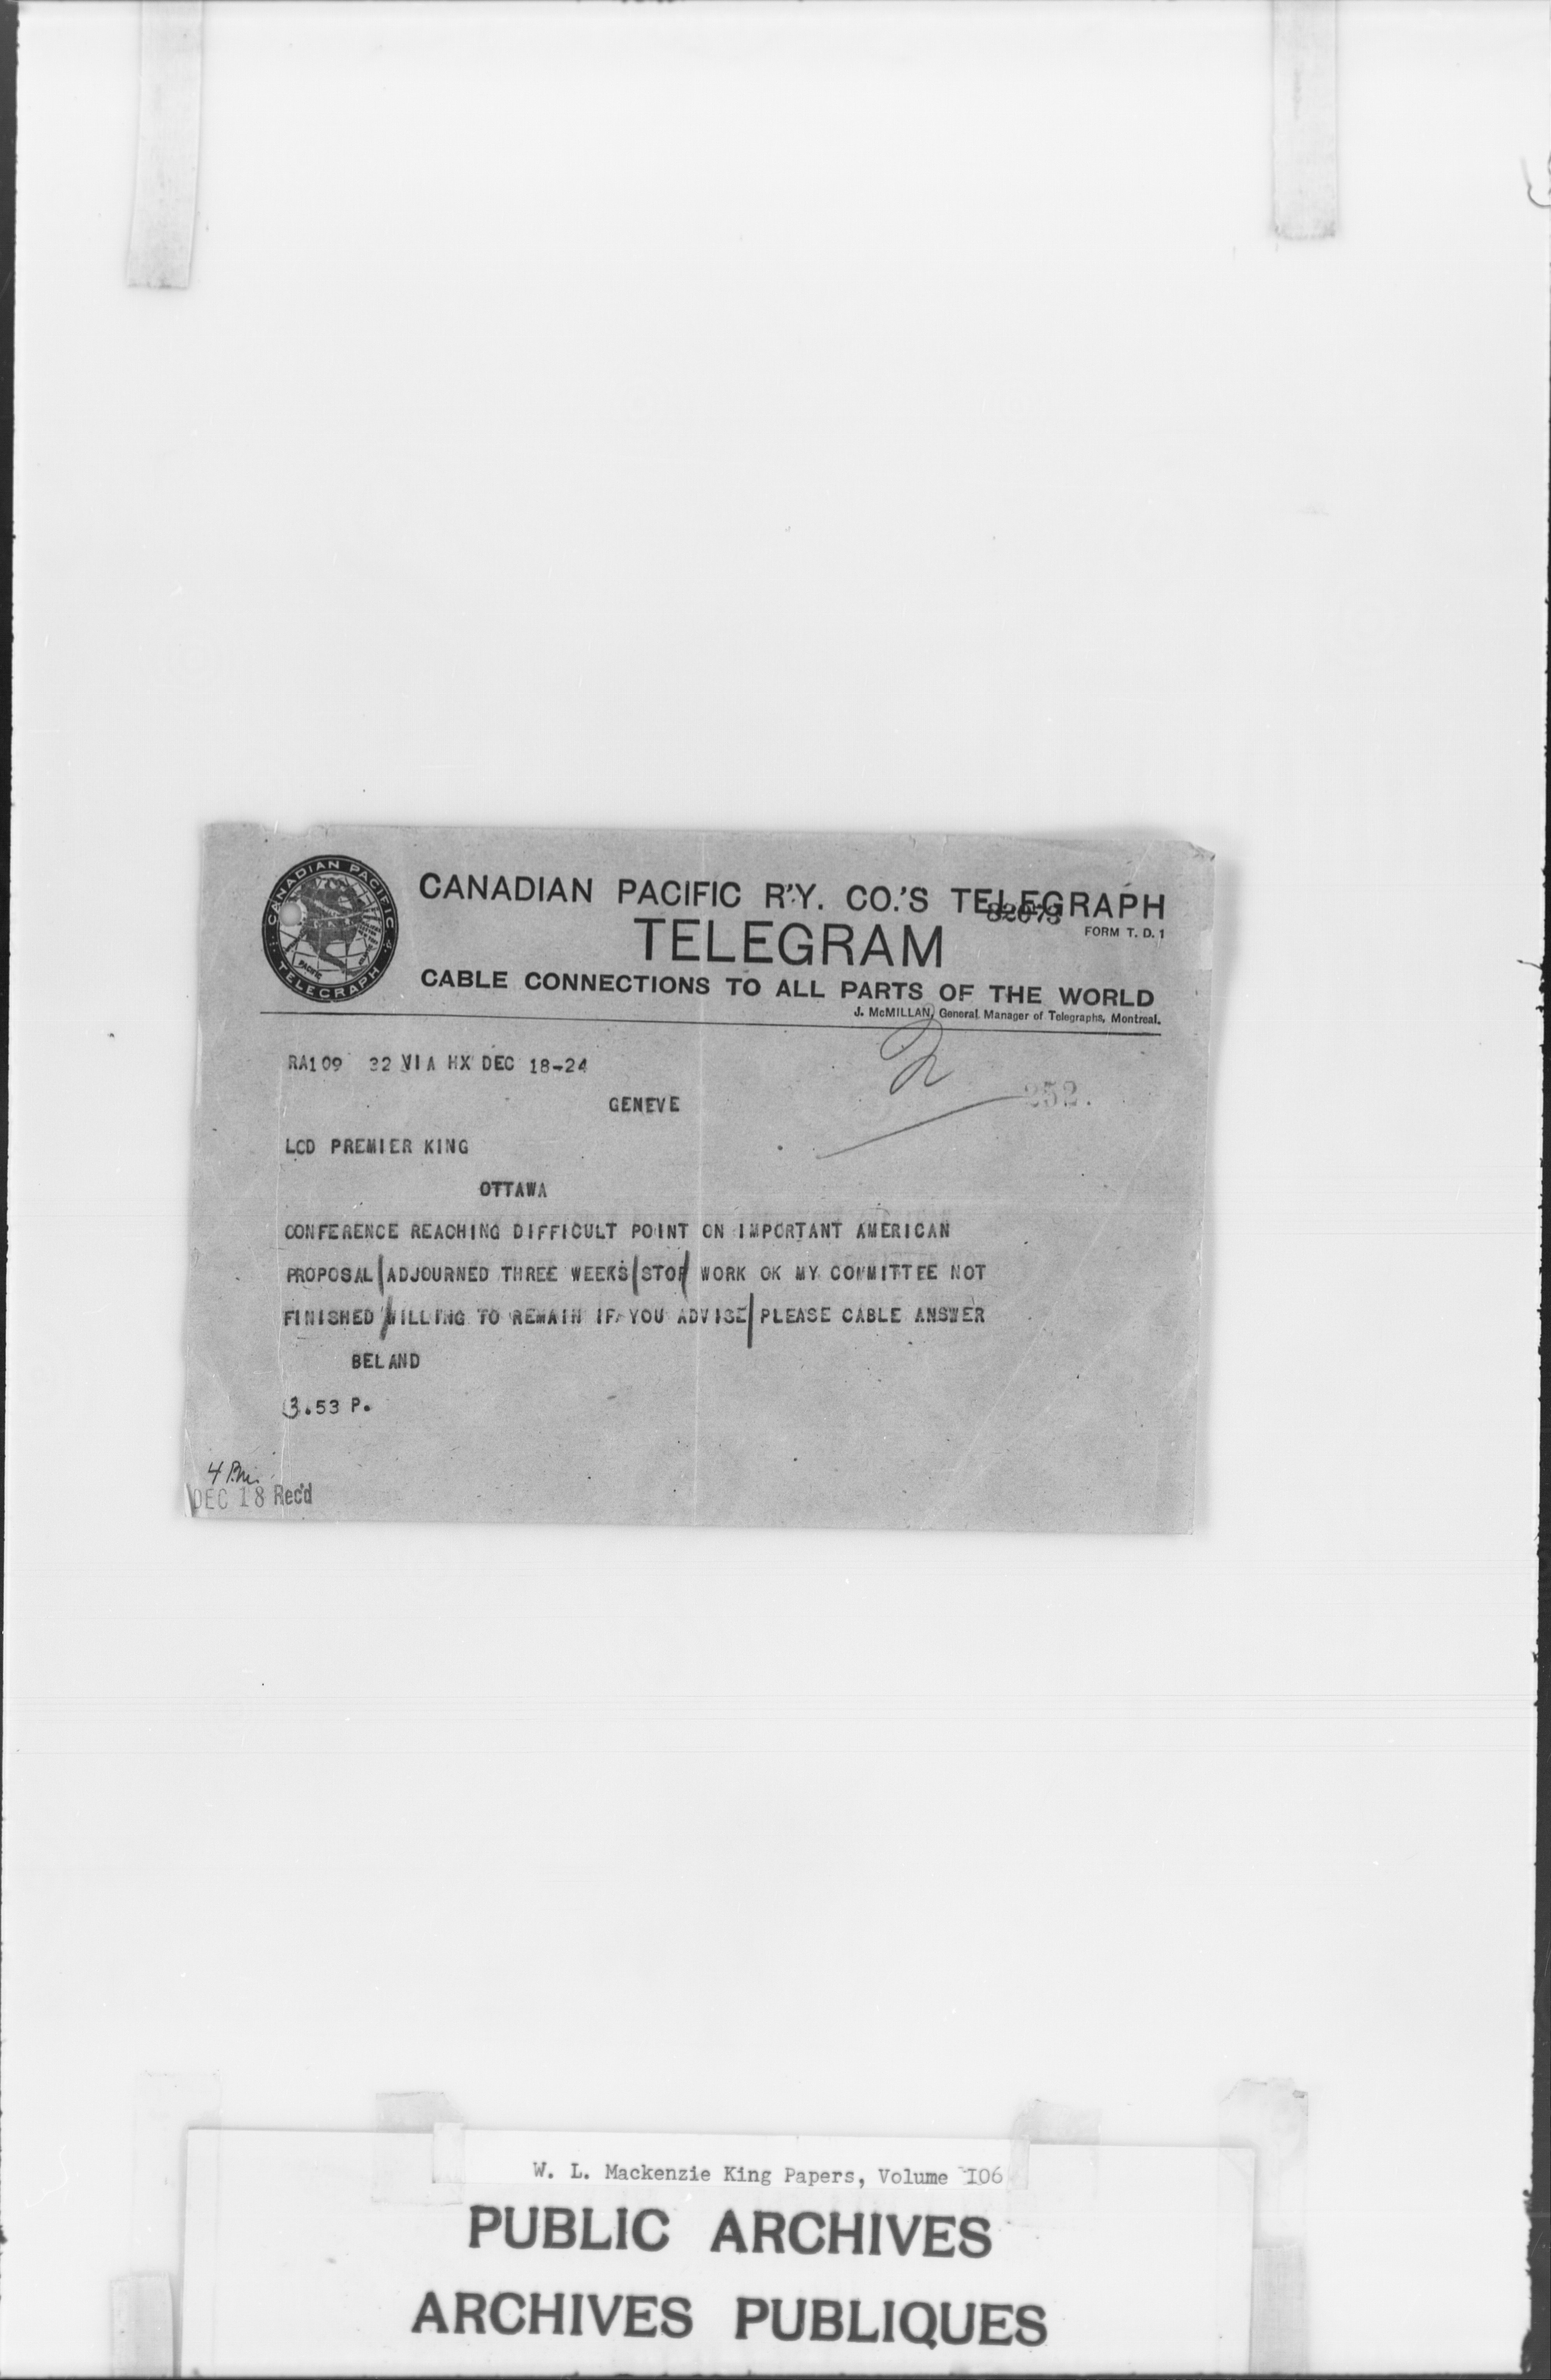 CANADIAN PACIFIC R'Y. CO.'S TELEGRAPH
82673
TELEGRAM
FORM T. D. 1
CABLE CONNECTIONS TO ALL PARTS OF THE WORLD
J. McMILLAN, General Manager of Telegraphs, Montreal.
CANADIAN PACIFIC
TELEGRAPH
RA109 32 VIA HX DEC 18-24
252.
GENEVE
LCD PREMIER KING
OTTAWA
CONFERENCE REACHING DIFFICULT POINT ON IMPORTANT AMERICAN
PROPOSAL/ADJOURNED THREE WEEKS/STOP/ WORK OK MY COMMITTEE NOT
FINISHED/WILLING TO REMAIN IF YOU ADVISE/PLEASE CABLE ANSWER
BELAND
3.53 P.
4 P.m.
DEC 18 Rec'd
W. L. Mackenzie King Papers, Volume 106
PUBLIC ARCHIVES
ARCHIVES PUBLIQUES